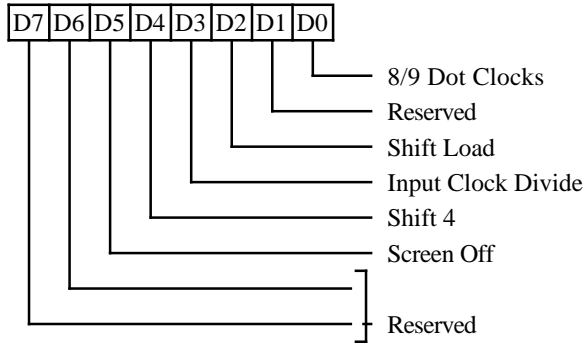 D7 D6 D5 D4 D3 D2 D1 D0
8/9 Dot Clocks
Reserved
Shift Load
Input Clock Divide
Shift 4
Screen Off
Reserved